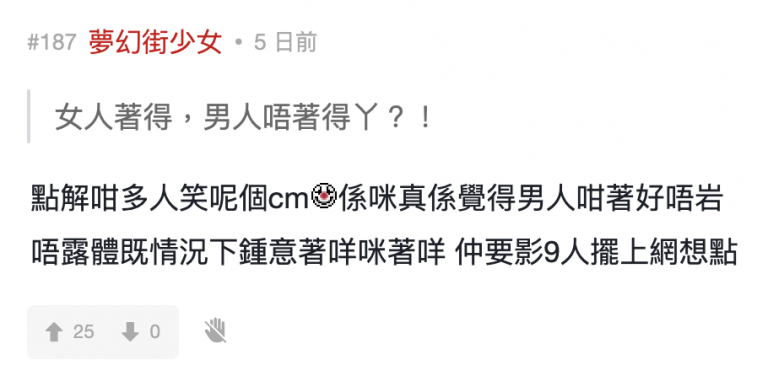 #187 夢幻街少女 • 5 日前
女人著得，男人唔著得丫？！
點解咁多人笑呢個cm係咪真係覺得男人咁著好唔岩
唔露體既情況下鍾意著咩咪著咩 仲要影9人擺上網想點
25 0